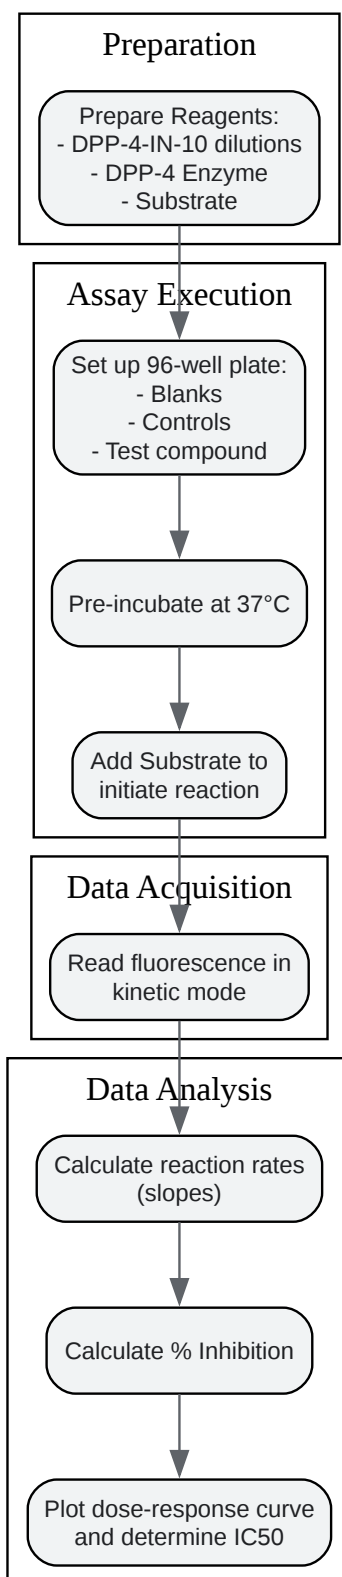 Preparation
Prepare Reagents:
- DPP-4-IN-10 dilutions
- DPP-4 Enzyme
- Substrate
Assay Execution
Set up 96-well plate:
- Blanks
- Controls
- Test compound
Pre-incubate at 37°C
Add Substrate to
initiate reaction
Data Acquisition
Read fluorescence in
kinetic mode
Data Analysis
Calculate reaction rates
(slopes)
Calculate % Inhibition
Plot dose-response curve
and determine IC50